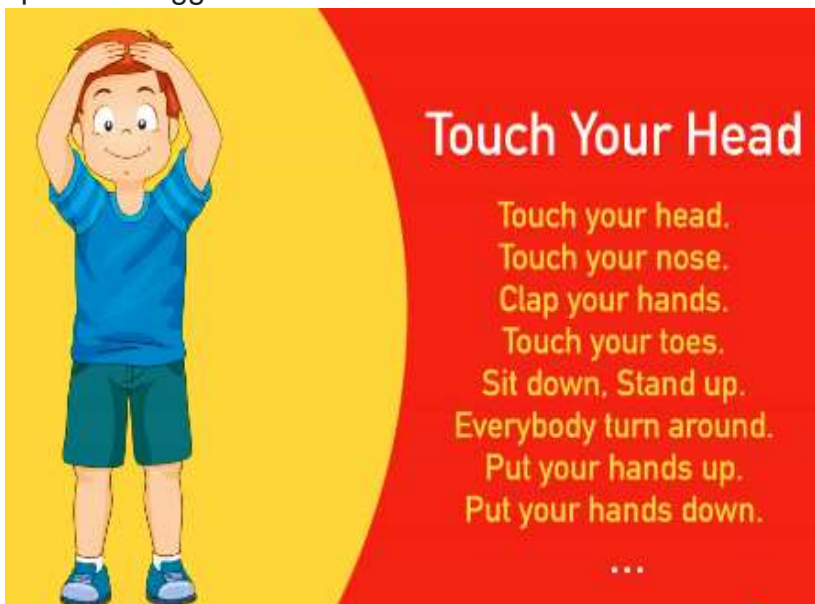 Touch Your Head
Touch your head.
Touch your nose.
Clap your hands.
Touch your toes.
Sit down, Stand up.
Everybody turn around.
Put your hands up.
Put your hands down.
...